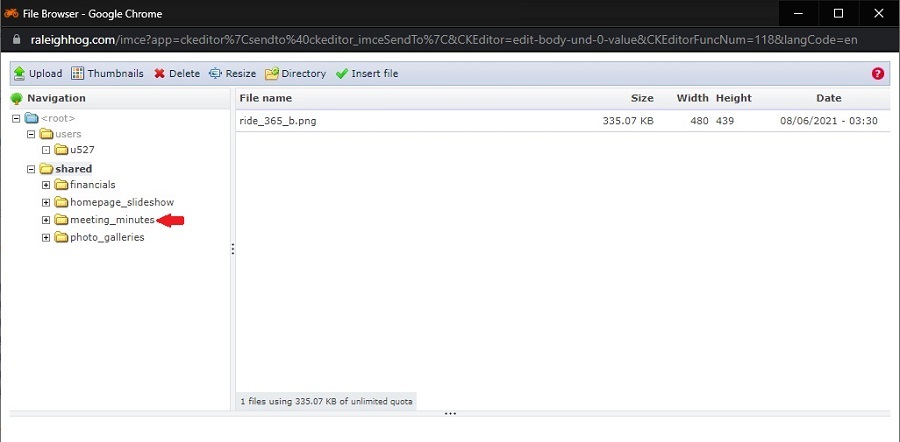 File Browser - Google Chrome
raleighhog.com/imce?app=ckeditor%7Csendto%40ckeditor_imceSendTo%7C&CKEditor=edit-body-und-0-value&CKEditorFuncNum=118&langCode=en
Upload Thumbnails Delete Resize Directory Insert file ?
Navigation
<root>
users
u527
shared
financials
homepage_slideshow
meeting_minutes
photo_galleries
File name Size Width Height Date
ride_365_b.png 335.07 KB 480 439 08/06/2021 - 03:30
1 files using 335.07 KB of unlimited quota